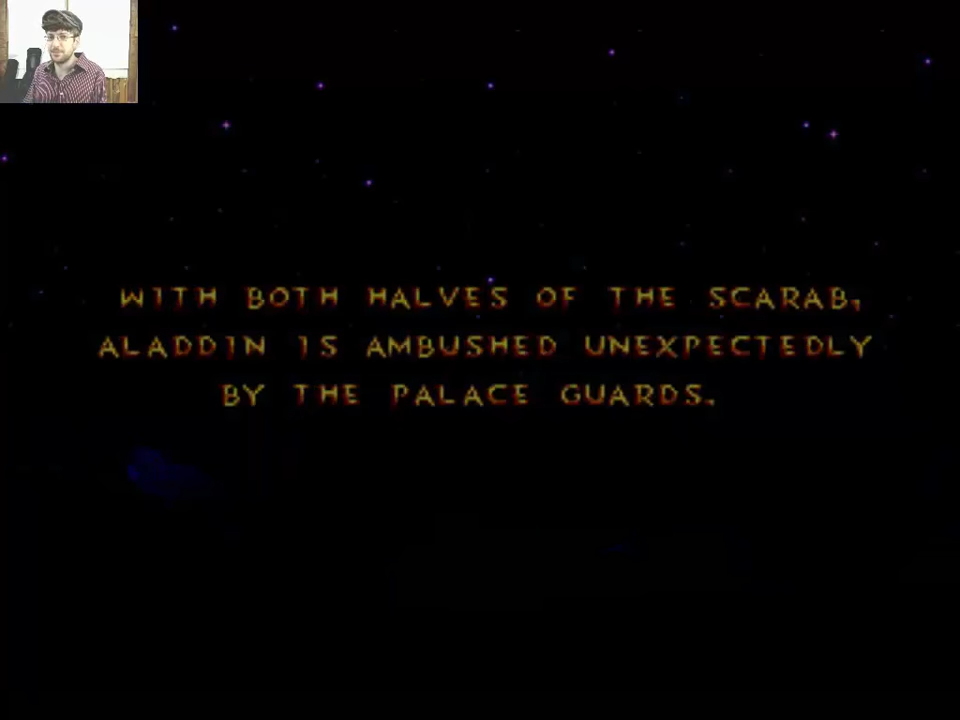 WITH BOTH HALVES OF THE SCARAB,
ALADDIN IS AMBUSHED UNEXPECTEDLY
BY THE PALACE GUARDS.